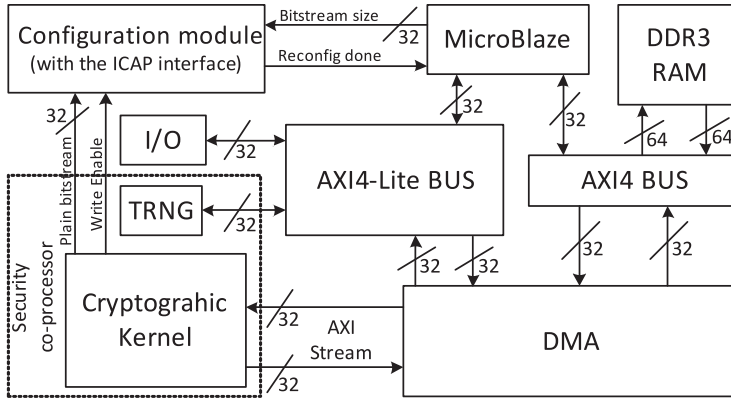 Configuration module
(with the ICAP interface)
Bitstream size
32
Reconfig done
MicroBlaze
DDR3
RAM
32
32
32
64
64
I/O
32
AXI4-Lite BUS
AXI4 BUS
Plain bitstream
Write Enable
TRNG
32
32
32
32
32
Security
co-processor
Cryptograhic
Kernel
32
AXI
Stream
32
DMA